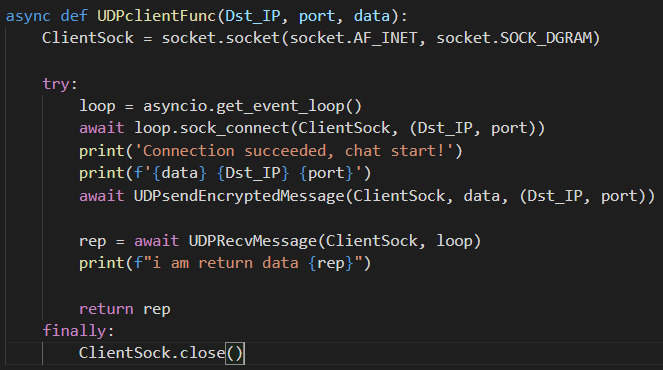 async def UDPclientFunc(Dst_IP, port, data):
    ClientSock = socket.socket(socket.AF_INET, socket.SOCK_DGRAM)

    try:
        loop = asyncio.get_event_loop()
        await loop.sock_connect(ClientSock, (Dst_IP, port))
        print('Connection succeeded, chat start!')
        print(f'{data} {Dst_IP} {port}')
        await UDPsendEncryptedMessage(ClientSock, data, (Dst_IP, port))

        rep = await UDPRecvMessage(ClientSock, loop)
        print(f"i am return data {rep}")

        return rep
    finally:
        ClientSock.close()